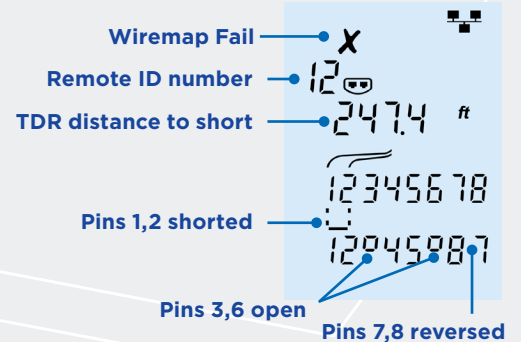 Wiremap Fail
X
Remote ID number
12
TDR distance to short
247.4 ft
12345678
Pins 1,2 shorted
12o45o87
Pins 3,6 open
Pins 7,8 reversed